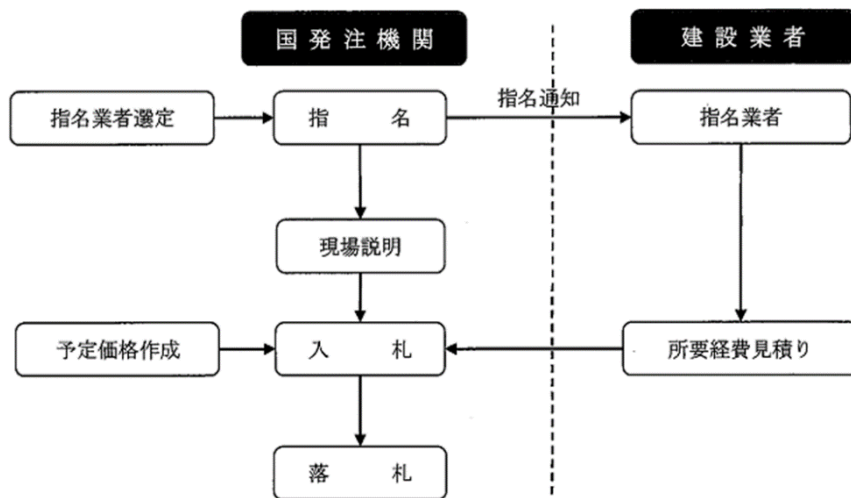 国発注機関
建設業者
指名業者選定
指名
指名通知
指名業者
現場説明
予定価格作成
入札
所要経費見積り
落札